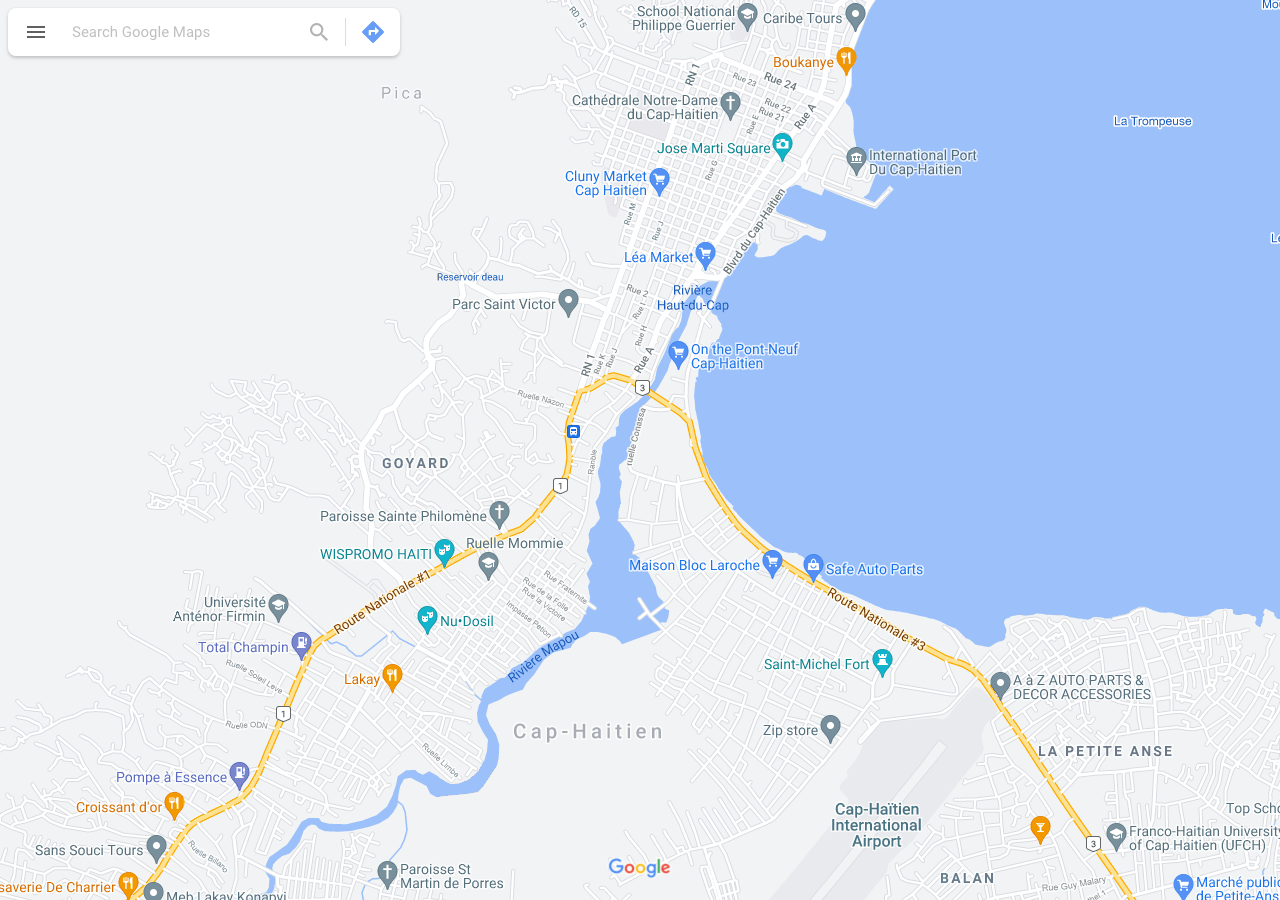 Search Google Maps
RD 15
School National
Philippe Guerrier
Caribe Tours
Boukanye
RN 1
Rue 23
Rue 24
Rue 22
Rue 21
Rue E
Rue A
Pica
Cathédrale Notre-Dame
du Cap-Haitien
La Trompeuse
Jose Marti Square
International Port
Du Cap-Haitien
Rue G
Cluny Market
Cap Haitien
Rue M
Rue J
Blvrd du Cap-Haitien
Léa Market
Reservoir deau
Rivière
Haut-du-Cap
Rue 2
Rue I
Parc Saint Victor
Rue H
On the Pont-Neuf
Cap-Haitien
RN 1
Rue K
Rue J
Rue A
3
Ruelle Nazon
ruelle Conassa
Ranble
GOYARD
1
Paroisse Sainte Philomène
Ruelle Mommie
WISPROMO HAITI
Maison Bloc Laroche
Safe Auto Parts
Route Nationale #1
Rue Fraternite
Rue de la Folie
Rue la Victoire
Impasse Petion
Route Nationale #3
Université
Anténor Firmin
Nu•Dosil
Total Champin
Rivière Mapou
Ruelle Soleil Leve
Lakay
Saint-Michel Fort
A à Z AUTO PARTS &
DECOR ACCESSORIES
1
Ruelle ODN
Cap-Haitien
Zip store
Ruelle Limbe
LA PETITE ANSE
Pompe à Essence
Croissant d'or
Cap-Haïtien
International
Airport
Top Scho
Sans Souci Tours
Ruelle Billano
3
Franco-Haitian University
of Cap Haitien (UFCH)
Paroisse St
Martin de Porres
Google
BALAN
Rue Guy Malary
saverie De Charrier
Meb Lakay Konapvi
Marché public
de Petite-Ans